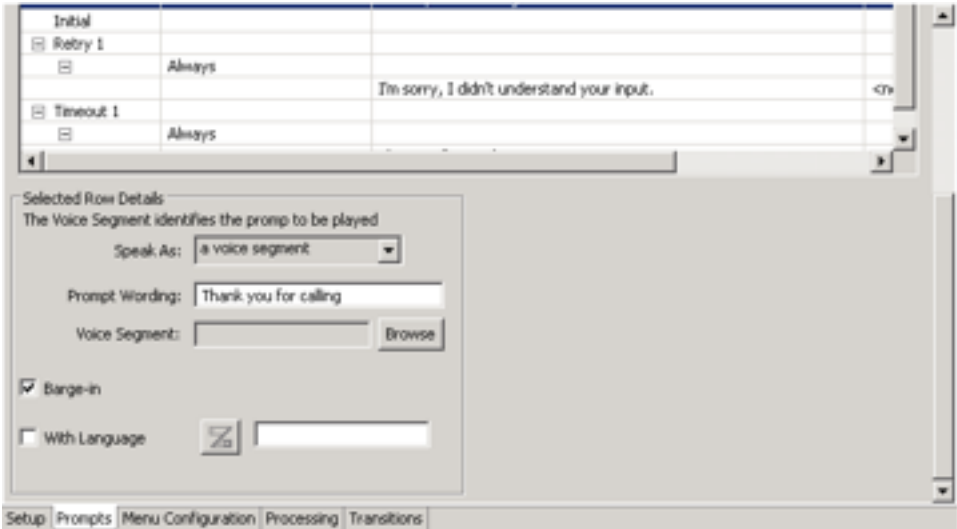 Initial
Retry 1
Always
I'm sorry, I didn't understand your input.
Timeout 1
Always
Selected Row Details
The Voice Segment identifies the promp to be played
Speak As: a voice segment
Prompt Wording: Thank you for calling
Voice Segment: Browse
Barge-in
With Language
Setup Prompts Menu Configuration Processing Transitions